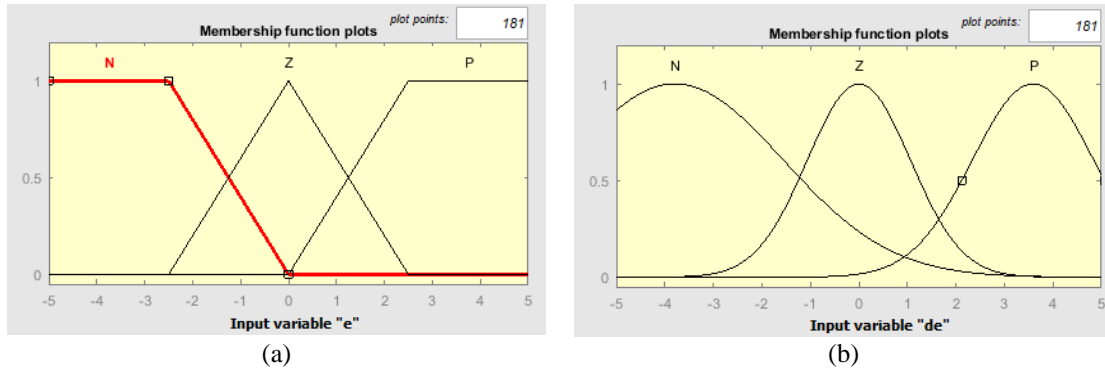 plot points: 181
Membership function plots
N Z P
1
0.5
0
-5 -4 -3 -2 -1 0 1 2 3 4 5
Input variable "e"
(a)
plot points: 181
Membership function plots
N Z P
1
0.5
0
-5 -4 -3 -2 -1 0 1 2 3 4 5
Input variable "de"
(b)